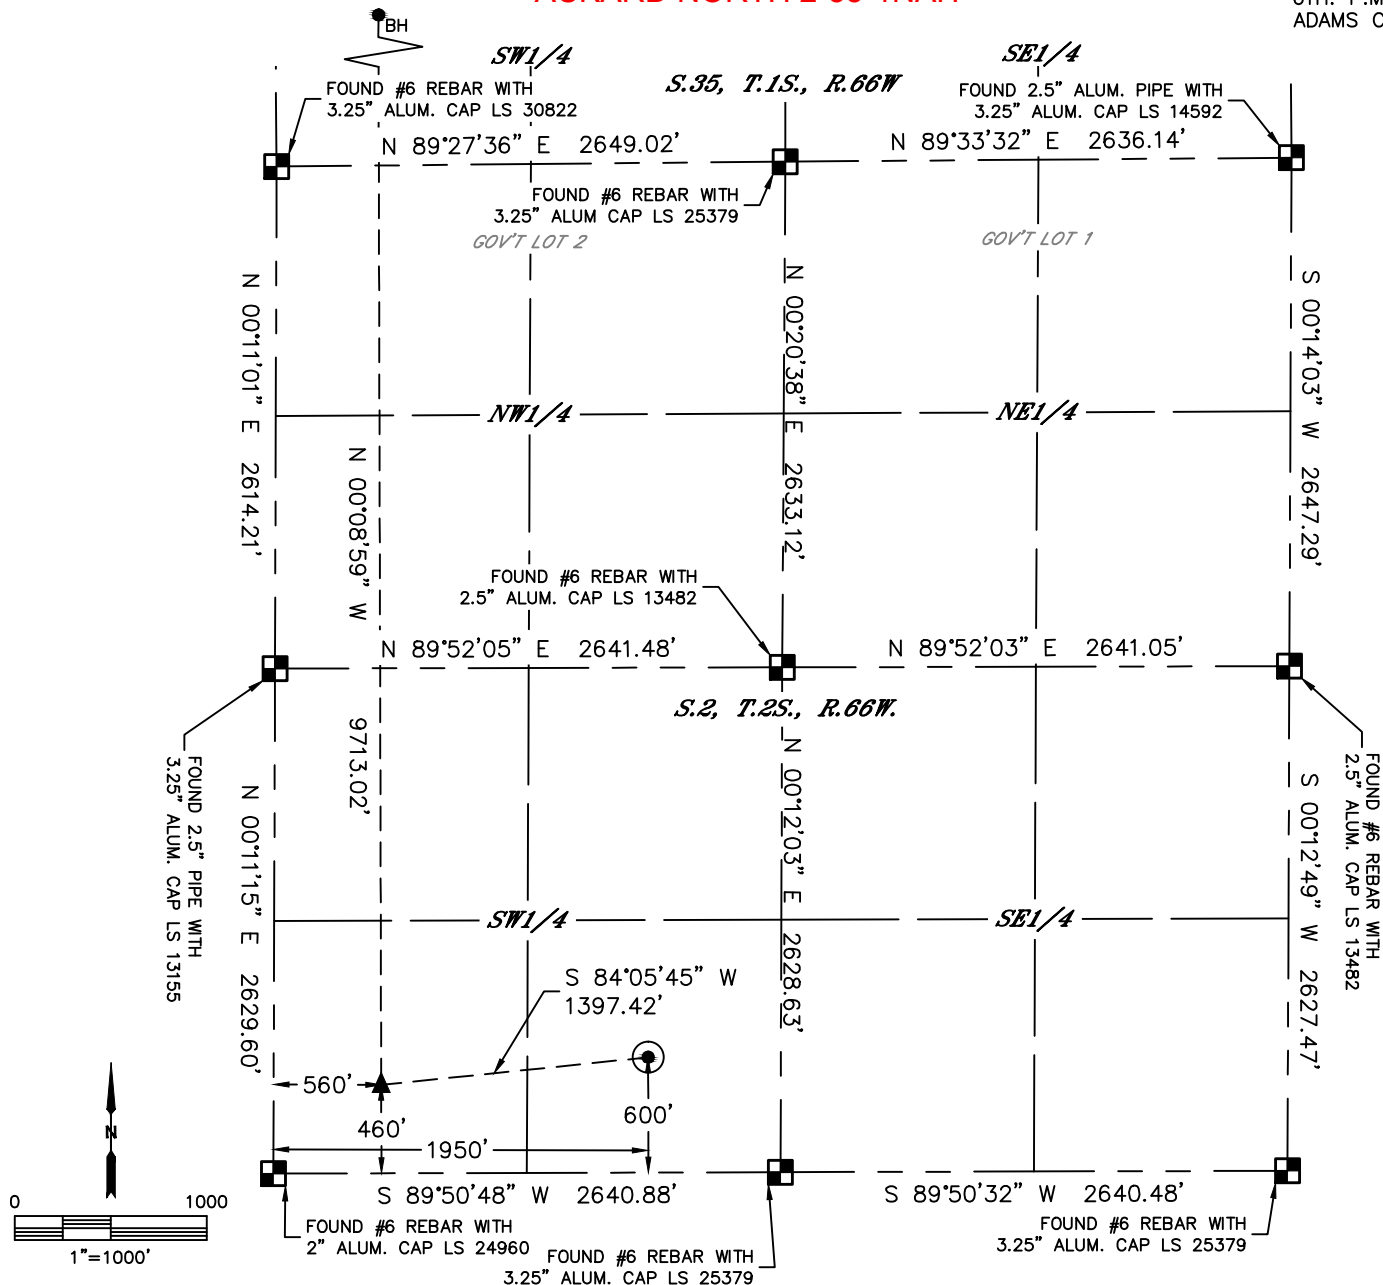 6TH. P.M.
ADAMS C
BH
SW1/4
SE1/4
S.35, T.1S., R.66W
FOUND #6 REBAR WITH
3.25" ALUM. CAP LS 30822
FOUND 2.5" ALUM. PIPE WITH
3.25" ALUM. CAP LS 14592
N 89°27'36" E 2649.02'
N 89°33'32" E 2636.14'
FOUND #6 REBAR WITH
3.25" ALUM CAP LS 25379
GOV'T LOT 2
GOV'T LOT 1
N 00°11'01" E 2614.21'
N 00°08'59" W 9713.02'
N 00°20'38" E 2633.12'
S 00°14'03" W 2647.29'
NW1/4
NE1/4
FOUND #6 REBAR WITH
2.5" ALUM. CAP LS 13482
N 89°52'05" E 2641.48'
N 89°52'03" E 2641.05'
S.2, T.2S., R.66W.
FOUND 2.5" PIPE WITH
3.25" ALUM. CAP LS 13155
N 00°11'15" E 2629.60'
N 00°12'03" E 2628.63'
S 00°12'49" W 2627.47'
FOUND #6 REBAR WITH
2.5" ALUM. CAP LS 13482
SW1/4
SE1/4
S 84°05'45" W
1397.42'
560'
460'
600'
1950'
N
0 1000
1"=1000'
S 89°50'48" W 2640.88'
S 89°50'32" W 2640.48'
FOUND #6 REBAR WITH
2" ALUM. CAP LS 24960
FOUND #6 REBAR WITH
3.25" ALUM. CAP LS 25379
FOUND #6 REBAR WITH
3.25" ALUM. CAP LS 25379